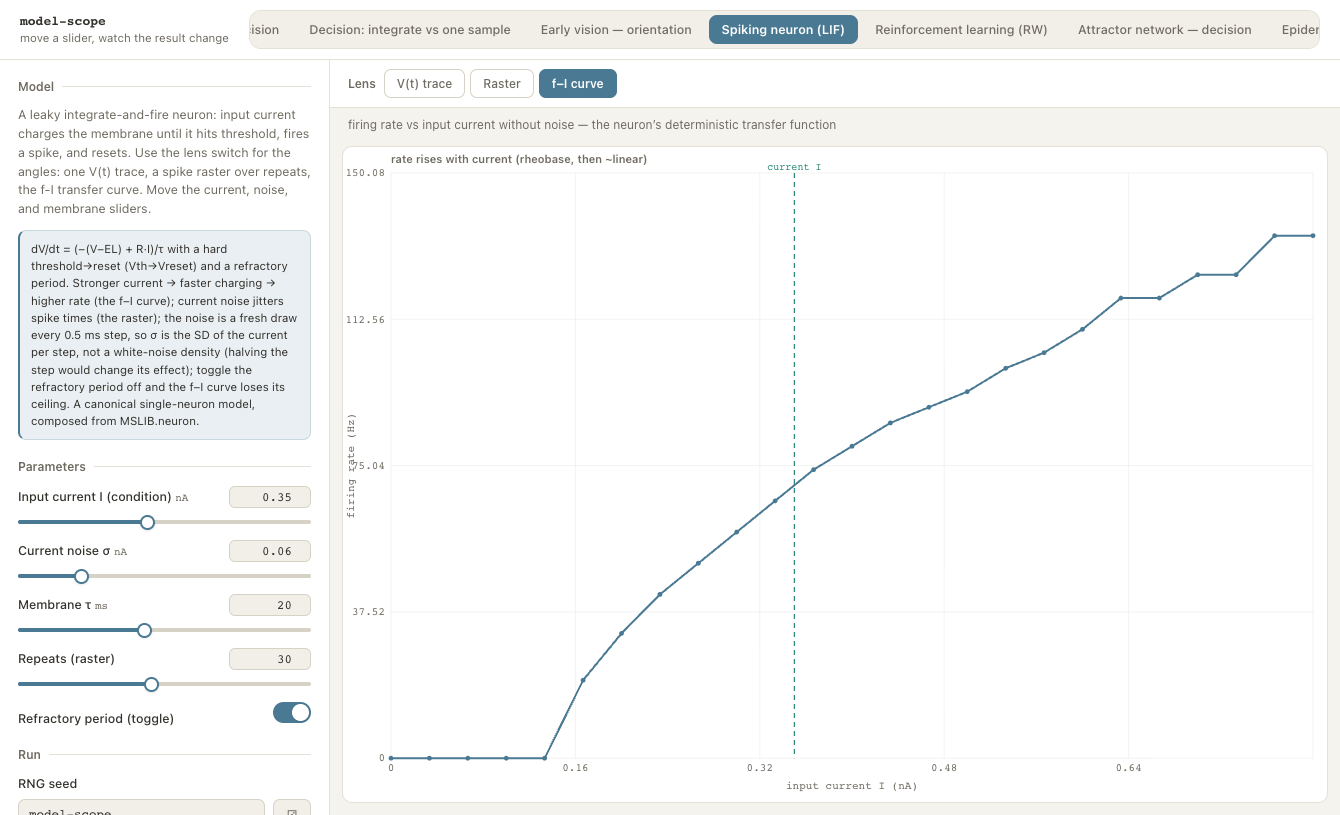 model-scope
move a slider, watch the result change
ision
Decision: integrate vs one sample
Early vision — orientation
Spiking neuron (LIF)
Reinforcement learning (RW)
Attractor network — decision
Epider
Model
A leaky integrate-and-fire neuron: input current
charges the membrane until it hits threshold, fires
a spike, and resets. Use the lens switch for the
angles: one V(t) trace, a spike raster over repeats,
the f–I transfer curve. Move the current, noise,
and membrane sliders.
dV/dt = (−(V−EL) + R·I)/τ with a hard
threshold→reset (Vth→Vreset) and a refractory
period. Stronger current → faster charging →
higher rate (the f–I curve); current noise jitters
spike times (the raster); the noise is a fresh draw
every 0.5 ms step, so σ is the SD of the current
per step, not a white-noise density (halving the
step would change its effect); toggle the
refractory period off and the f–I curve loses its
ceiling. A canonical single-neuron model,
composed from MSLIB.neuron.
Parameters
Input current I (condition) nA
0.35
Current noise σ nA
0.06
Membrane τ ms
20
Repeats (raster)
30
Refractory period (toggle)
Run
RNG seed
model-scope
Lens
V(t) trace
Raster
f–I curve
firing rate vs input current without noise — the neuron's deterministic transfer function
rate rises with current (rheobase, then ~linear)
current I
150.08
112.56
75.04
37.52
0
firing rate (Hz)
0
0.16
0.32
0.48
0.64
input current I (nA)